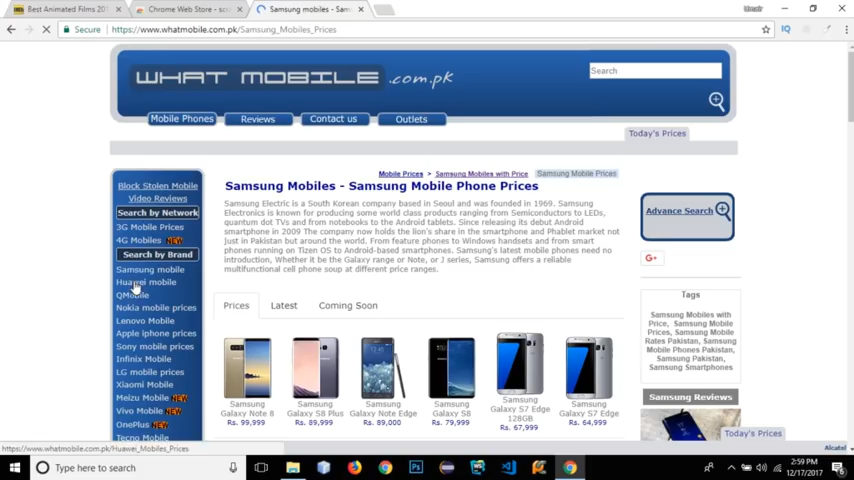 Best Animated Films 201
Chrome Web Store - sc
Samsung mobiles - Sams
Secure
https://www.whatmobile.com.pk/Samsung_Mobiles_Prices
IQ
WHAT MOBILE .com.pk
Search
Mobile Phones
Reviews
Contact us
Outlets
Today's Prices
Block Stolen Mobile
Video Reviews
Search by Network
3G Mobile Prices
4G Mobiles NEW
Search by Brand
Samsung mobile
Huawei mobile
QMobile
Nokia mobile prices
Lenovo Mobile
Apple iphone prices
Sony mobile prices
Infinix Mobile
LG mobile prices
Xiaomi Mobile
Meizu Mobile NEW
Vivo Mobile NEW
OnePlus NEW
Tecno Mobile
Mobile Prices > Samsung Mobiles with Price Samsung Mobile Prices
Samsung Mobiles - Samsung Mobile Phone Prices
Samsung Electric is a South Korean company based in Seoul and was founded in 1969. Samsung
Electronics is known for producing some world class products ranging from Semiconductors to LEDs,
quantum dot TVs and from notebooks to the Android tablets. Since releasing its debut Android
smartphone in 2009 The company now holds the lion's share in the smartphone and Phablet market not
just in Pakistan but around the world. From feature phones to Windows handsets and from smart
phones running on Tizen OS to Android-based smartphones. Samsung's latest mobile phones need no
introduction, Whether it be the Galaxy range or Note, or J series, Samsung offers a reliable
multifunctional cell phone soup at different price ranges.
Prices
Latest
Coming Soon
Samsung
Galaxy Note 8
Rs. 99,999
Samsung
Galaxy S8 Plus
Rs. 89,999
Samsung
Galaxy Note Edge
Rs. 89,000
Samsung
Galaxy S8
Rs. 79,999
Samsung
Galaxy S7 Edge
128GB
Rs. 67,999
Samsung
Galaxy S7 Edge
Rs. 64,999
Advance Search
G+
Tags
Samsung Mobiles with
Price, Samsung Mobile
Prices, Samsung Mobile
Rates Pakistan, Samsung
Mobile Phones Pakistan,
Samsung Pakistan,
Samsung Smartphones
Samsung Reviews
Today's Prices
https://www.whatmobile.com.pk/Huawei_Mobiles_Prices
Alcatel
Type here to search
2:59 PM
12/17/2017